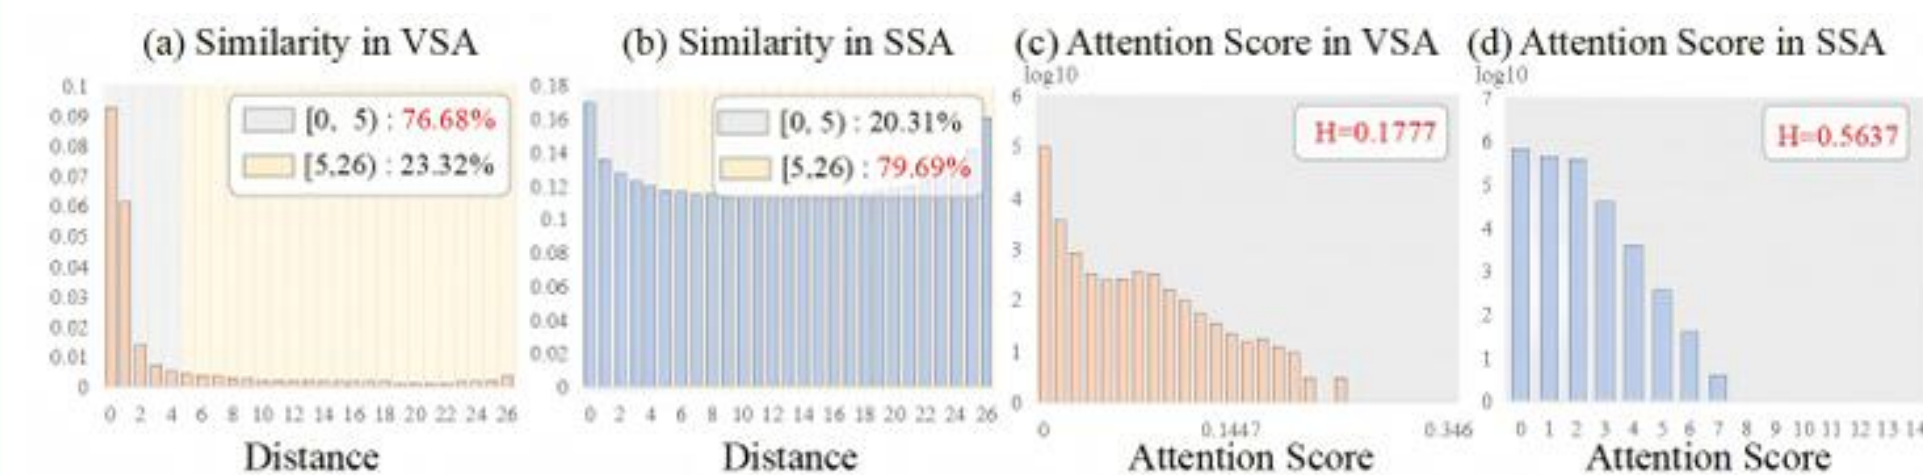 (a) Similarity in VSA
0.1
0.09
0.08
0.07
0.06
0.05
0.04
0.03
0.02
0.01
0
[0, 5) : 76.68%
[5,26) : 23.32%
0 2 4 6 8 10 12 14 16 18 20 22 24 26
Distance
(b) Similarity in SSA
0.18
0.16
0.14
0.12
0.1
0.08
0.06
0.04
0.02
0
[0, 5) : 20.31%
[5,26) : 79.69%
0 2 4 6 8 10 12 14 16 18 20 22 24 26
Distance
(c) Attention Score in VSA
log10
6
5
4
3
2
1
0
H=0.1777
0 0.1447 0.346
Attention Score
(d) Attention Score in SSA
log10
7
6
5
4
3
2
1
0
H=0.5637
0 1 2 3 4 5 6 7 8 9 10 11 12 13 14
Attention Score